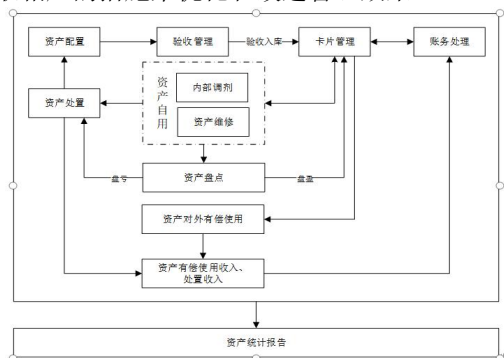 资产配置
验收管理
验收入库
卡片管理
账务处理
资产自用
内部调剂
资产维修
资产处置
盘亏
资产盘点
盘盈
资产对外有偿使用
资产有偿使用收入、
处置收入
资产统计报告